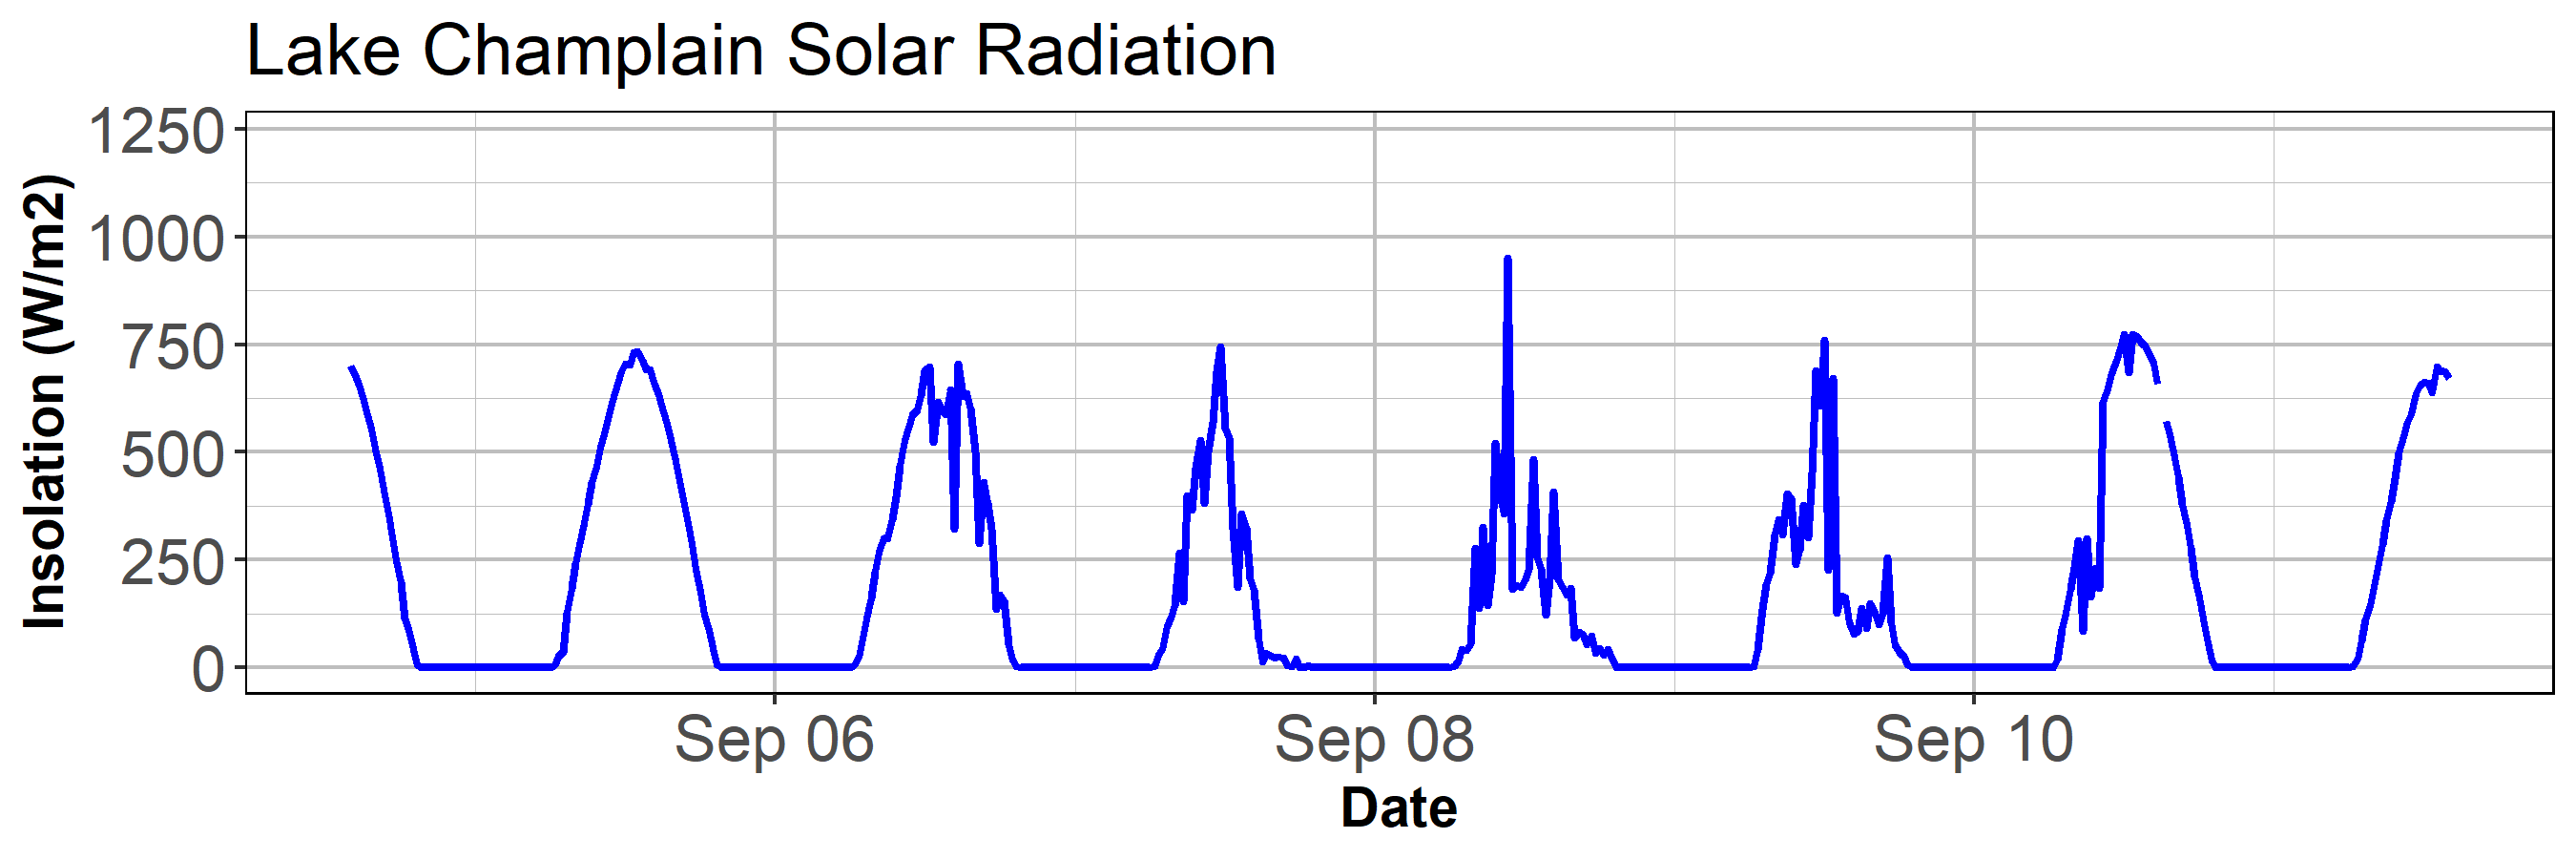 Lake Champlain Solar Radiation
Insolation (W/m2)
1250
1000
750
500
250
0
Sep 06 Sep 08 Sep 10
Date